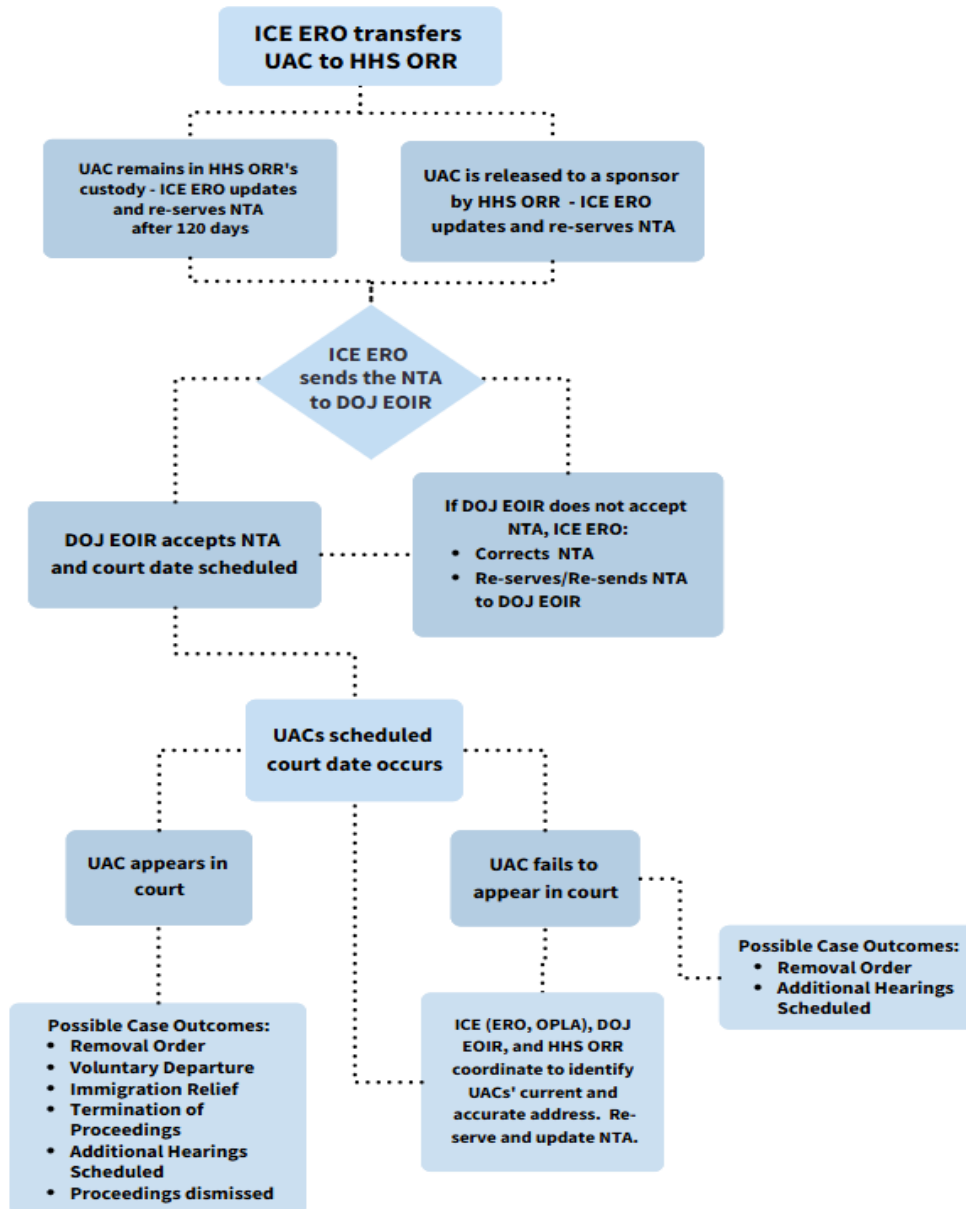 ICE ERO transfers
UAC to HHS ORR
UAC remains in HHS ORR's
custody - ICE ERO updates
and re-serves NTA
after 120 days
UAC is released to a sponsor
by HHS ORR - ICE ERO
updates and re-serves NTA
ICE ERO
sends the NTA
to DOJ EOIR
DOJ EOIR accepts NTA
and court date scheduled
If DOJ EOIR does not accept
NTA, ICE ERO:
• Corrects NTA
• Re-serves/Re-sends NTA
to DOJ EOIR
UACs scheduled
court date occurs
UAC appears in
court
UAC fails to
appear in court
Possible Case Outcomes:
• Removal Order
• Additional Hearings
Scheduled
Possible Case Outcomes:
• Removal Order
• Voluntary Departure
• Immigration Relief
• Termination of
Proceedings
• Additional Hearings
Scheduled
• Proceedings dismissed
ICE (ERO, OPLA), DOJ
EOIR, and HHS ORR
coordinate to identify
UACs' current and
accurate address. Re-
serve and update NTA.